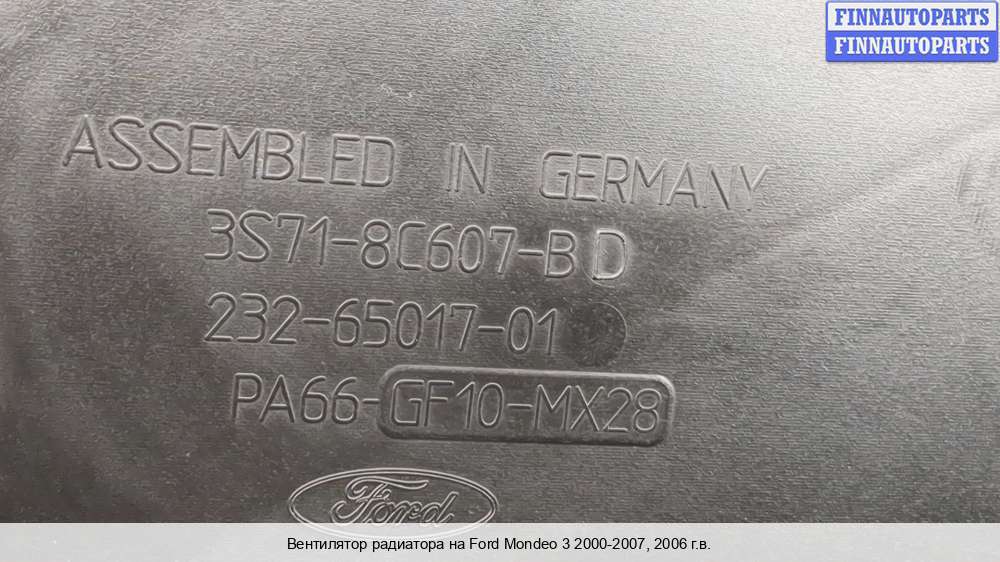 FINNAUTOPARTS
FINNAUTOPARTS
ASSEMBLED IN GERMANY
3S71-8C607-BD
232-65017-01
PA66-GF10-MX28
Ford
Вентилятор радиатора на Ford Mondeo 3 2000-2007, 2006 г.в.